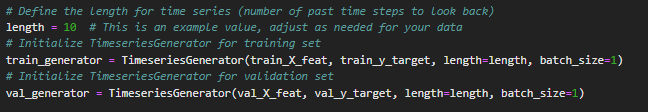 # Define the length for time series (number of past time steps to look back)
length = 10  # This is an example value, adjust as needed for your data
# Initialize TimeseriesGenerator for training set
train_generator = TimeseriesGenerator(train_X_feat, train_y_target, length=length, batch_size=1)
# Initialize TimeseriesGenerator for validation set
val_generator = TimeseriesGenerator(val_X_feat, val_y_target, length=length, batch_size=1)